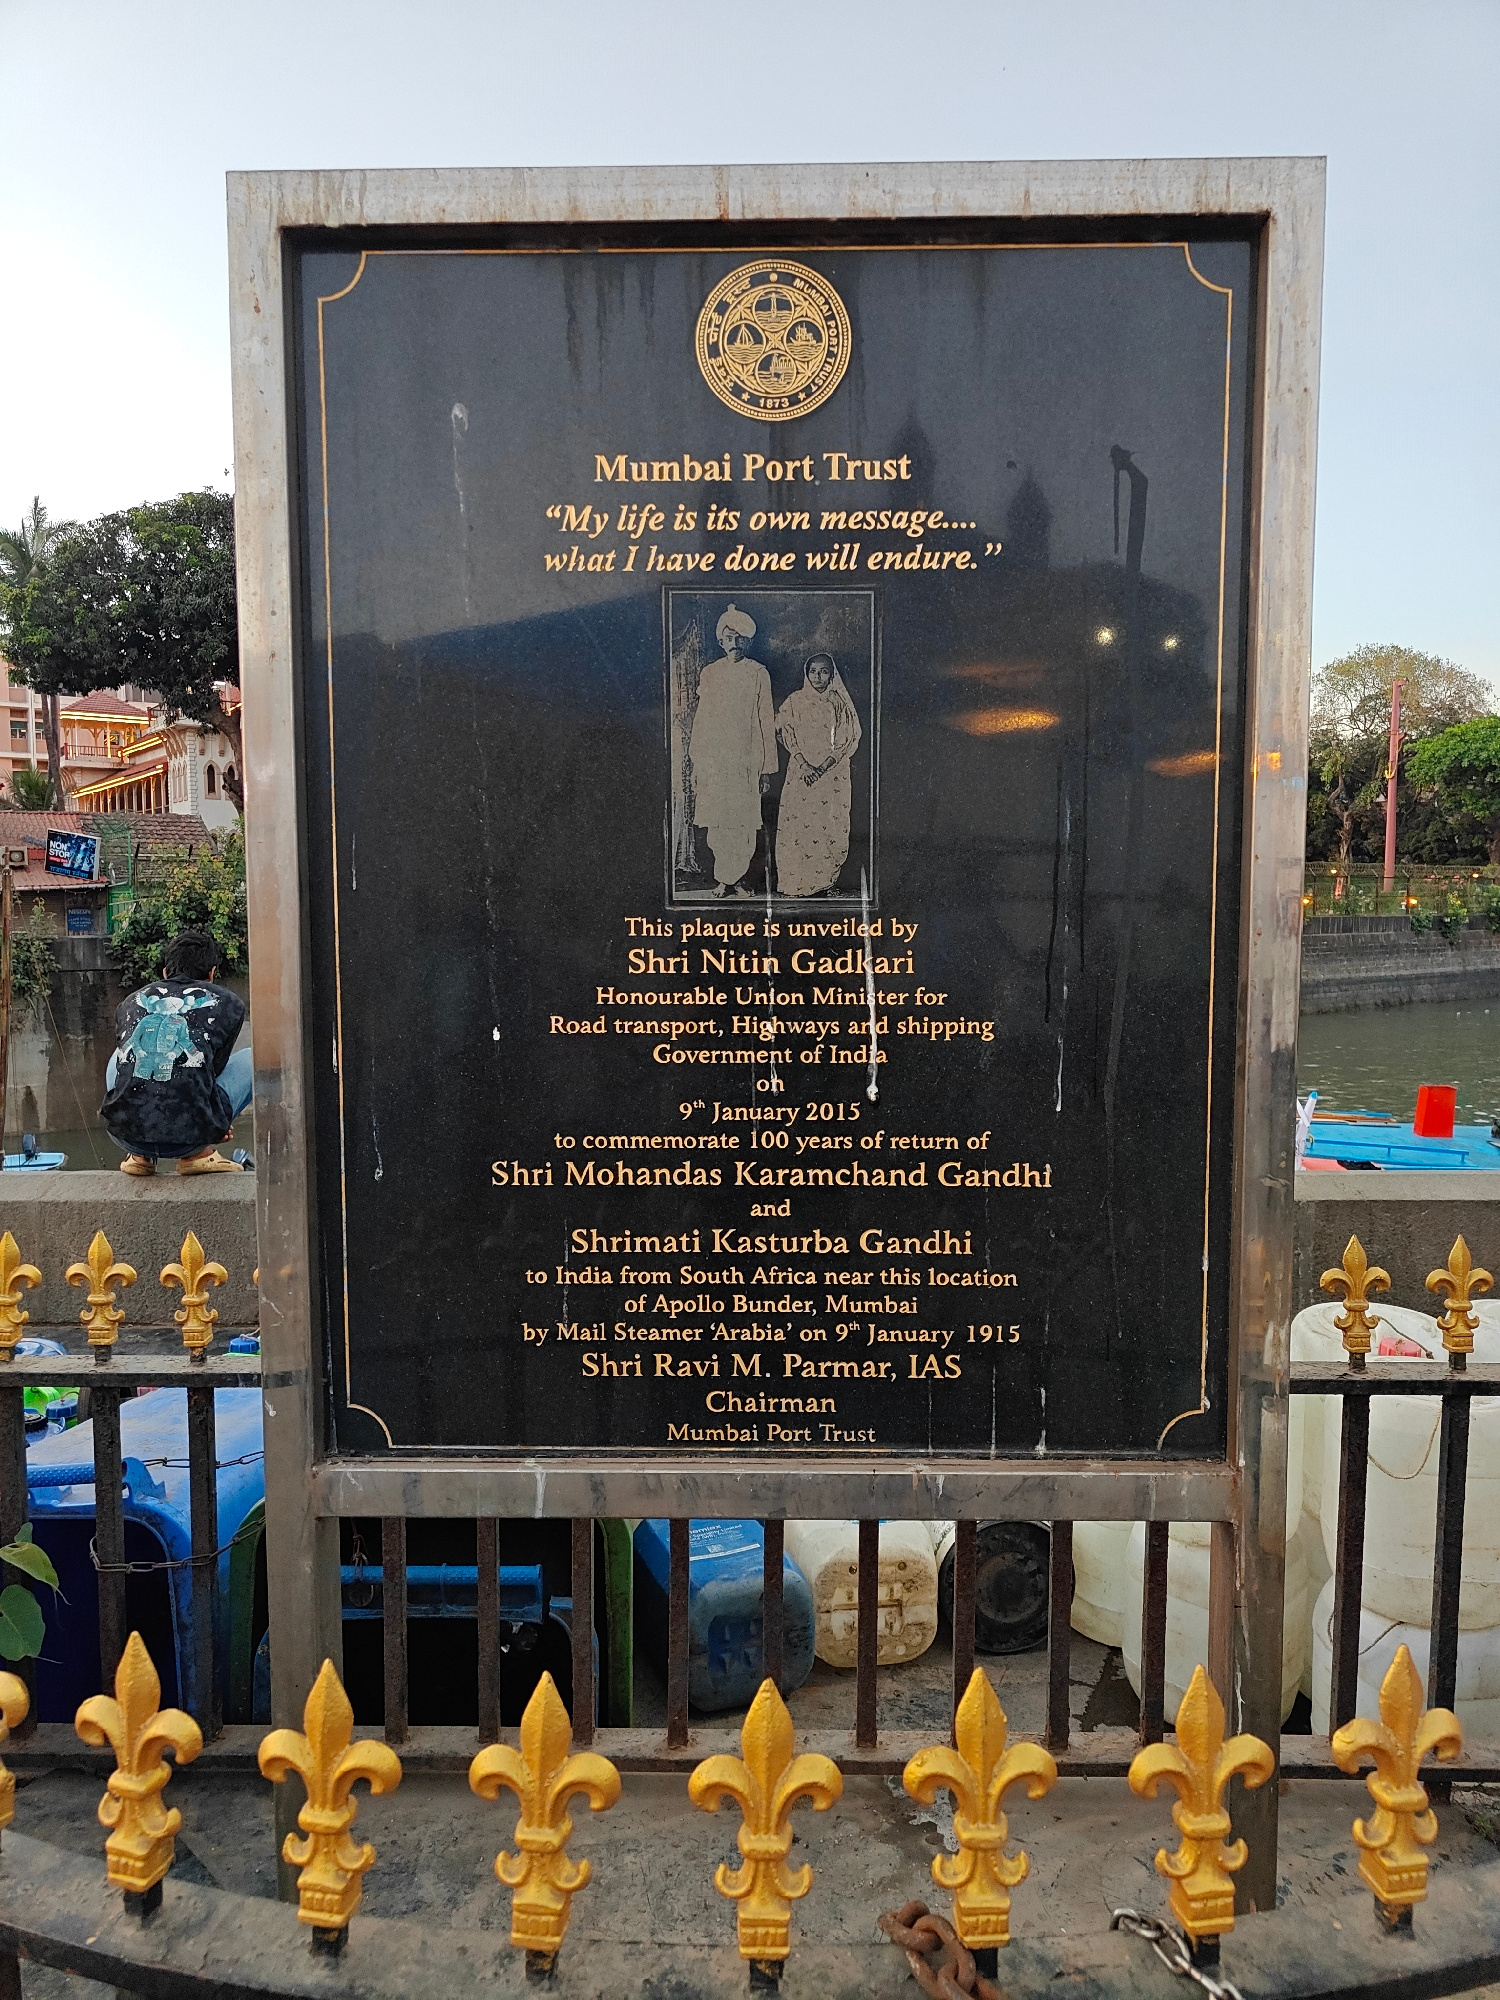 मुंबई पोर्ट ट्रस्ट
MUMBAI PORT TRUST
1873
Mumbai Port Trust
“My life is its own message....
what I have done will endure.”
This plaque is unveiled by
Shri Nitin Gadkari
Honourable Union Minister for
Road transport, Highways and shipping
Government of India
on
9th January 2015
to commemorate 100 years of return of
Shri Mohandas Karamchand Gandhi
and
Shrimati Kasturba Gandhi
to India from South Africa near this location
of Apollo Bunder, Mumbai
by Mail Steamer ‘Arabia’ on 9th January 1915
Shri Ravi M. Parmar, IAS
Chairman
Mumbai Port Trust
NON
STOP